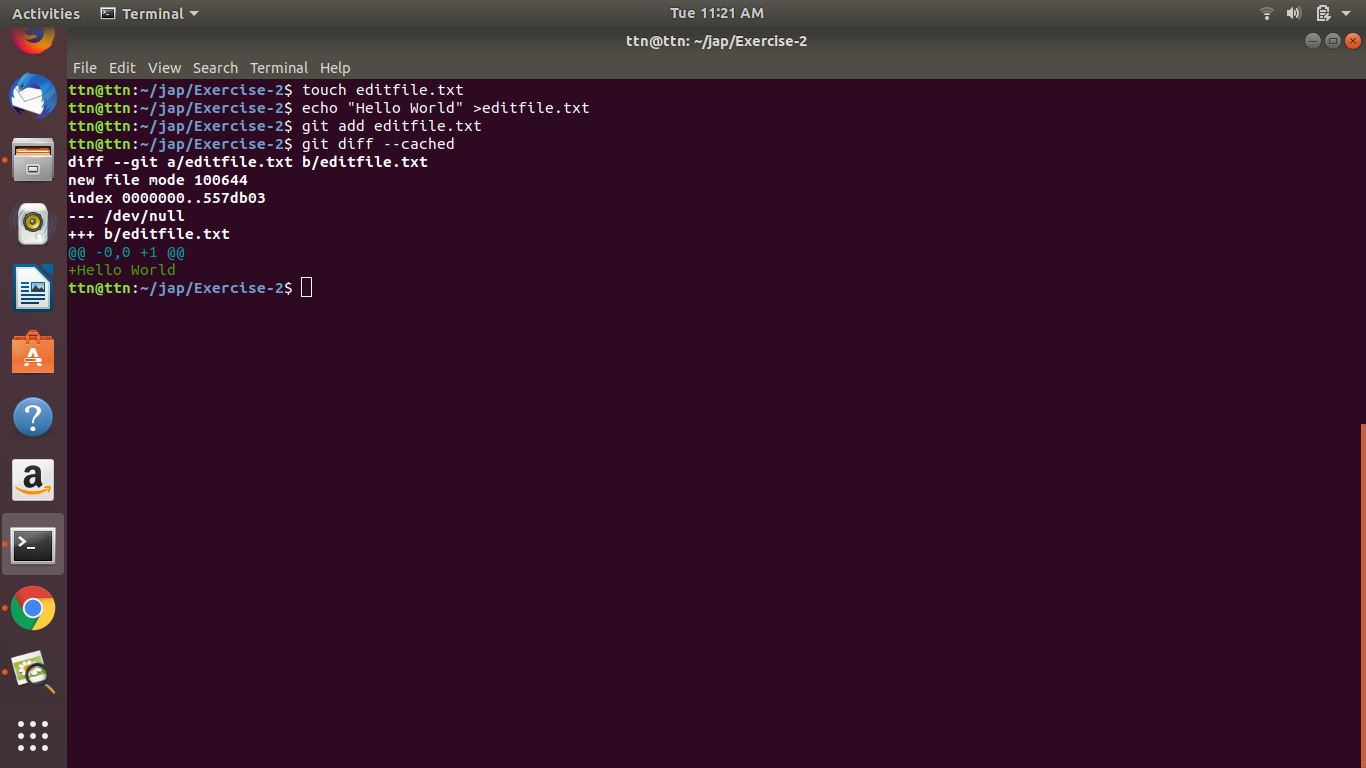 Activities Terminal Tue 11:21 AM
ttn@ttn: ~/jap/Exercise-2
File Edit View Search Terminal Help
ttn@ttn:~/jap/Exercise-2$ touch editfile.txt
ttn@ttn:~/jap/Exercise-2$ echo "Hello World" >editfile.txt
ttn@ttn:~/jap/Exercise-2$ git add editfile.txt
ttn@ttn:~/jap/Exercise-2$ git diff --cached
diff --git a/editfile.txt b/editfile.txt
new file mode 100644
index 0000000..557db03
--- /dev/null
+++ b/editfile.txt
@@ -0,0 +1 @@
+Hello World
ttn@ttn:~/jap/Exercise-2$